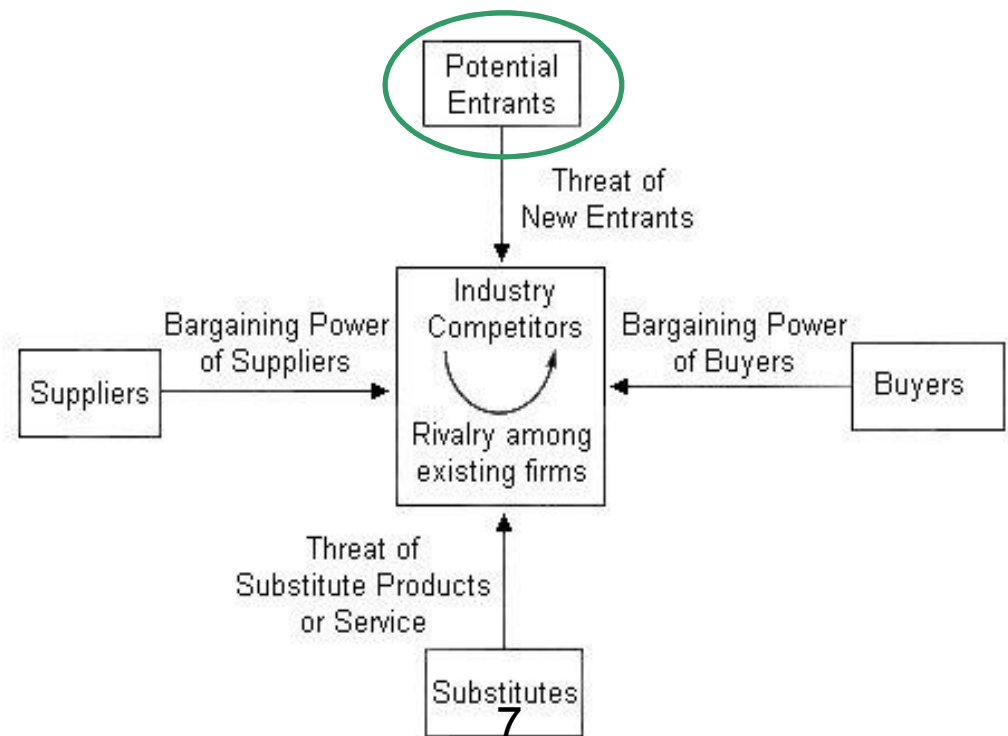 Potential
Entrants
Threat of
New Entrants
Industry
Competitors
Rivalry among
existing firms
Bargaining Power
of Suppliers
Suppliers
Bargaining Power
of Buyers
Buyers
Threat of
Substitute Products
or Service
Substitutes
7